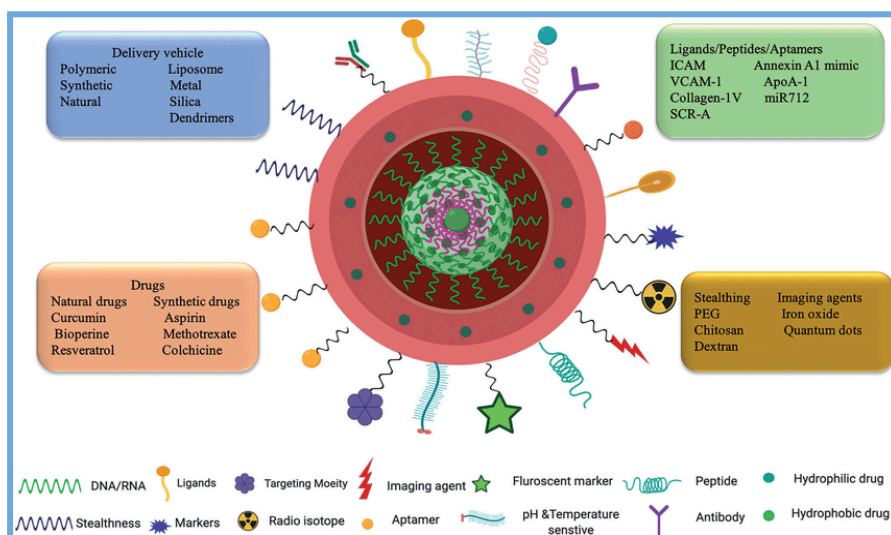 Delivery vehicle
Polymeric Liposome
Synthetic Metal
Natural Silica
Dendrimers
Ligands/Peptides/Aptamers
ICAM Annexin A1 mimic
VCAM-1 ApoA-1
Collagen-1V miR712
SCR-A
Drugs
Natural drugs Synthetic drugs
Curcumin Aspirin
Bioperine Methotrexate
Resveratrol Colchicine
Stealthing Imaging agents
PEG Iron oxide
Chitosan Quantum dots
Dextran
DNA/RNA Ligands Targeting Moeity Imaging agent Fluroscent marker Peptide Hydrophilic drug
Stealthness Markers Radio isotope Aptamer pH &Temperature Antibody Hydrophobic drug
senstive